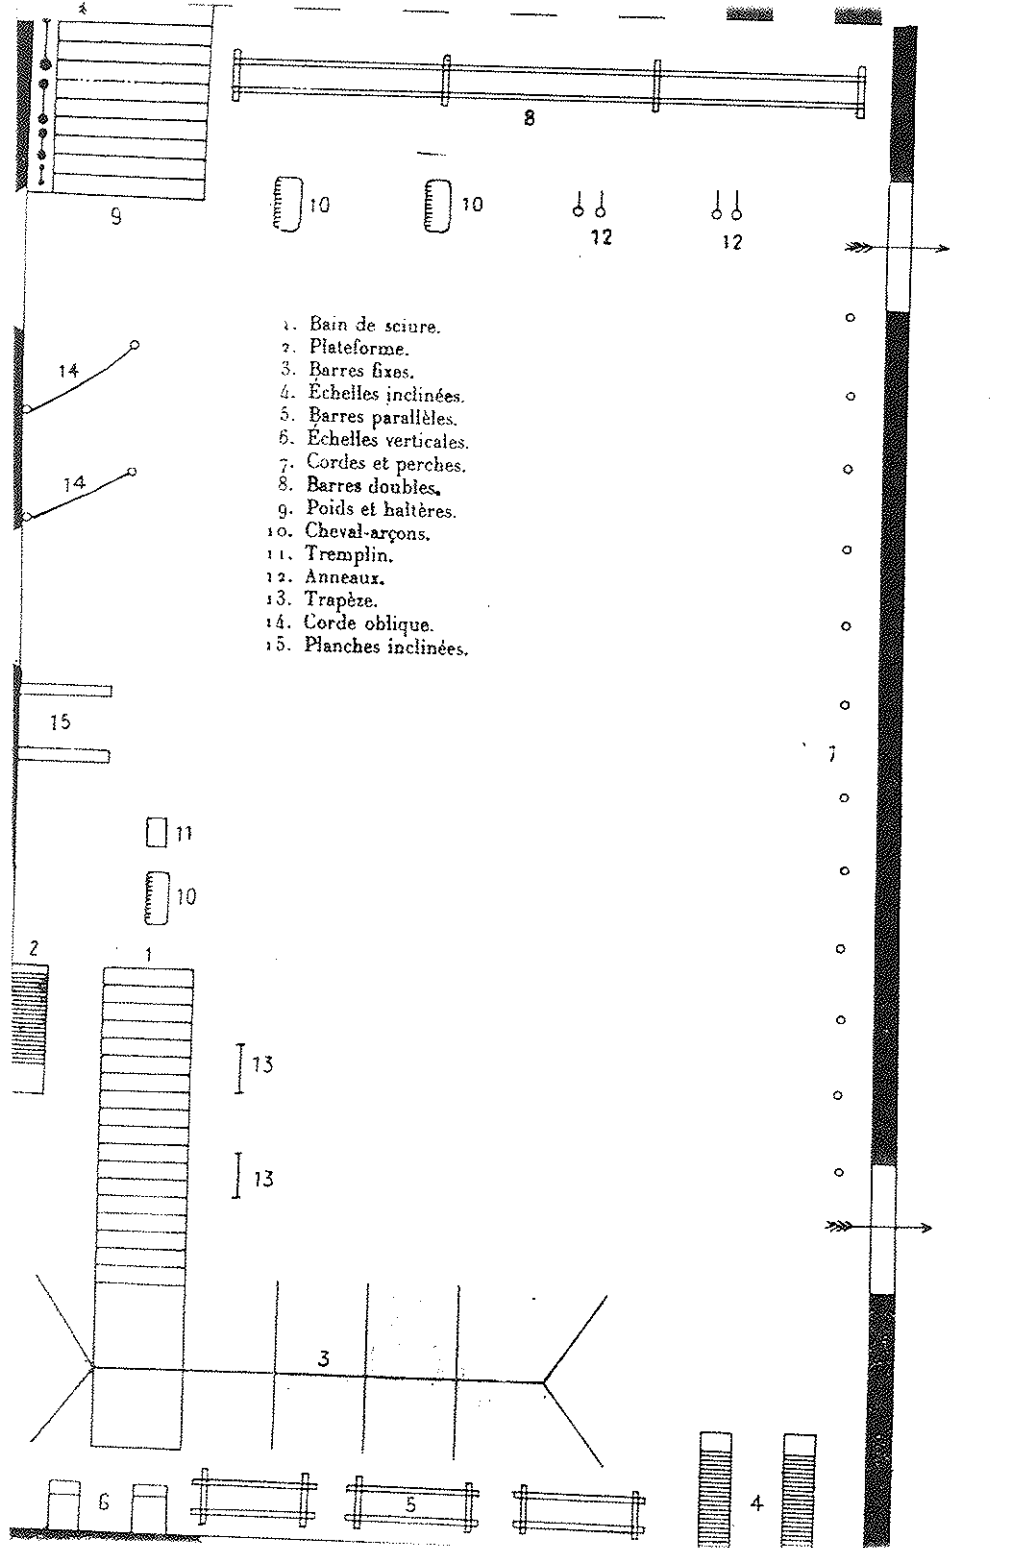 8
9
10
10
12
12
14
1. Bain de sciure.
2. Plateforme.
3. Barres fixes.
4. Échelles inclinées.
5. Barres parallèles.
6. Échelles verticales.
7. Cordes et perches.
8. Barres doubles.
9. Poids et haltères.
10. Cheval-arçons.
11. Tremplin.
12. Anneaux.
13. Trapèze.
14. Corde oblique.
15. Planches inclinées.
14
15
7
11
10
2
1
13
13
3
6
5
4